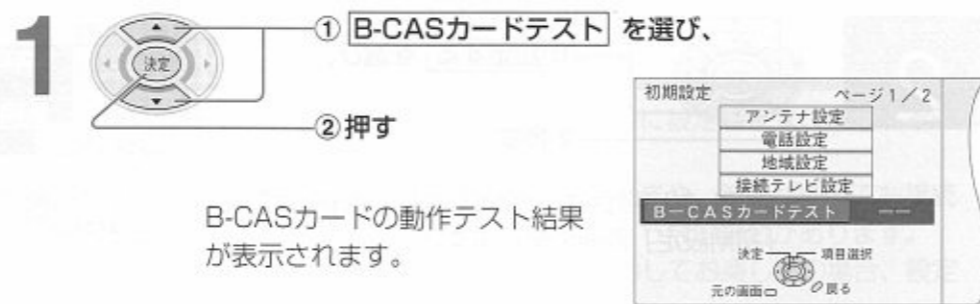 1
① B-CASカードテスト を選び、
決定
②押す
B-CASカードの動作テスト結果
が表示されます。
初期設定 ページ1/2
アンテナ設定
電話設定
地域設定
接続テレビ設定
B-CASカードテスト --
決定 項目選択
元の画面 戻る